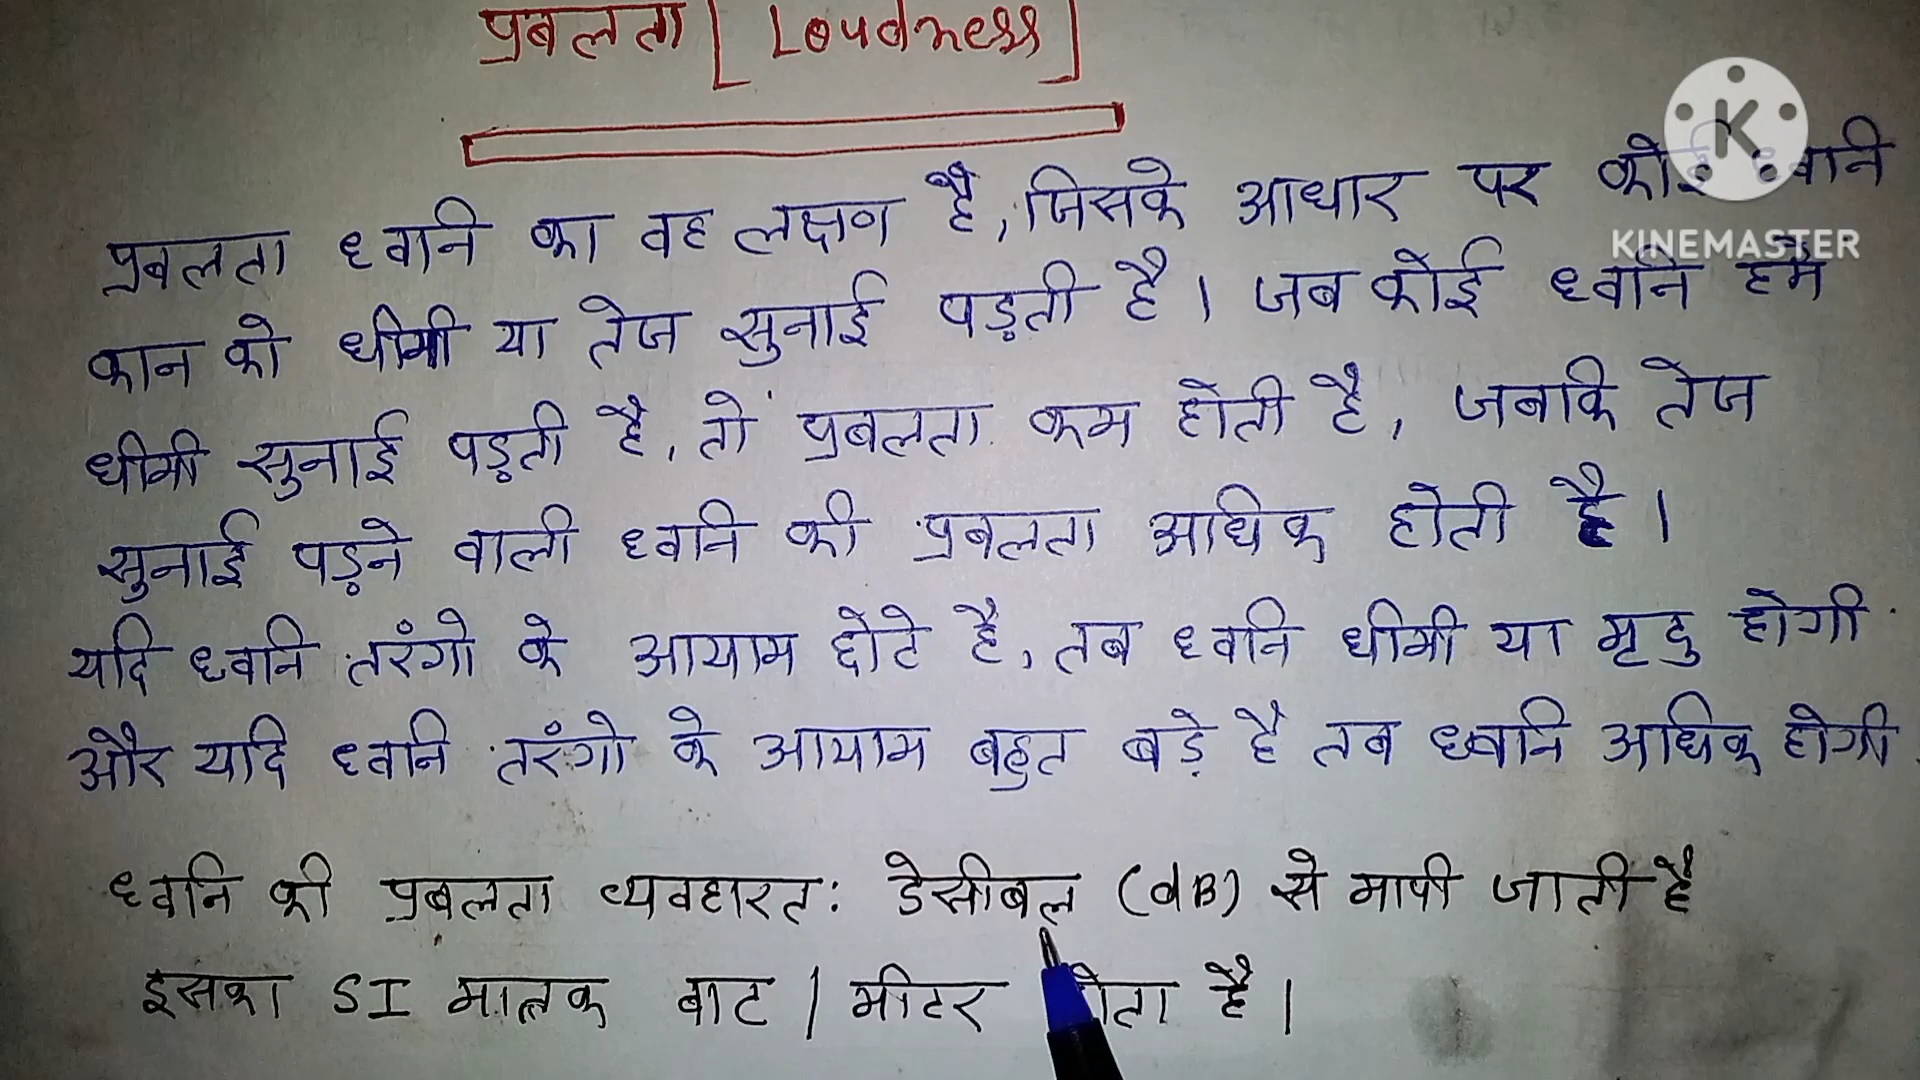 प्रबलता [ Loudness ]
KINEMASTER
प्रबलता ध्वनि का वह लक्षण है, जिसके आधार पर कोई ध्वनि
कान को धीमी या तेज सुनाई पड़ती है। जब कोई ध्वनि हमें
धीमी सुनाई पड़ती है, तो प्रबलता कम होती है, जबकि तेज
सुनाई पड़ने वाली ध्वनि की प्रबलता अधिक होती है।
यदि ध्वनि तरंगो के आयाम छोटे है, तब ध्वनि धीमी या मृदु होगी
और यदि ध्वनि तरंगो के आयाम बहुत बड़े है तब ध्वनि अधिक होगी
ध्वनि की प्रबलता व्यवहारत: डेसीबल (dB) से मापी जाती है
इसका SI मात्रक वाट / मीटर है।